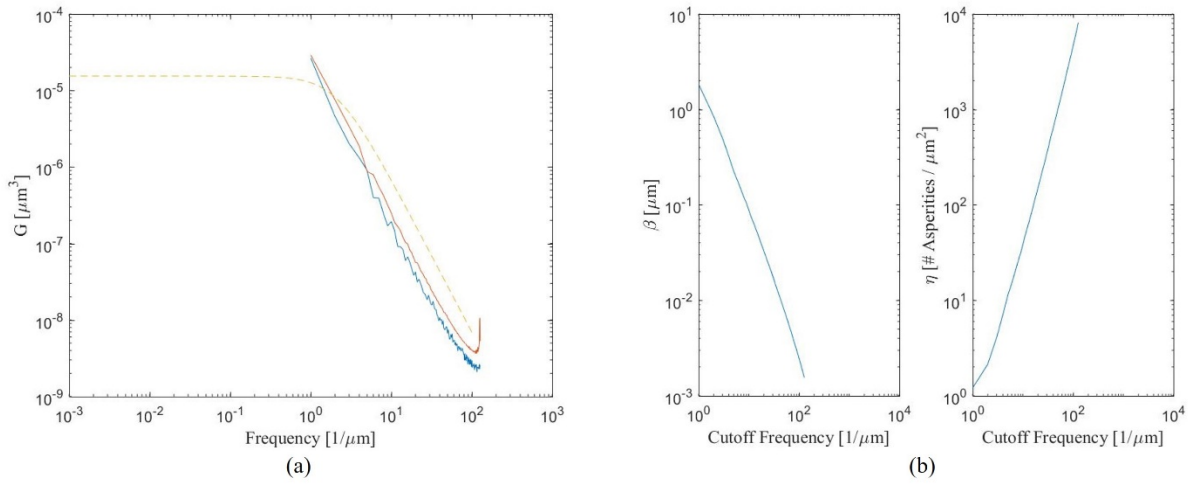 10^-4
10^-5
10^-6
10^-7
10^-8
10^-9
G [μm^3]
10^-3 10^-2 10^-1 10^0 10^1 10^2 10^3
Frequency [1/μm]
(a)
10^1
10^0
10^-1
10^-2
10^-3
β [μm]
10^0 10^2 10^4
Cutoff Frequency [1/μm]
10^4
10^3
10^2
10^1
10^0
η [# Asperities / μm^2]
10^0 10^2 10^4
Cutoff Frequency [1/μm]
(b)